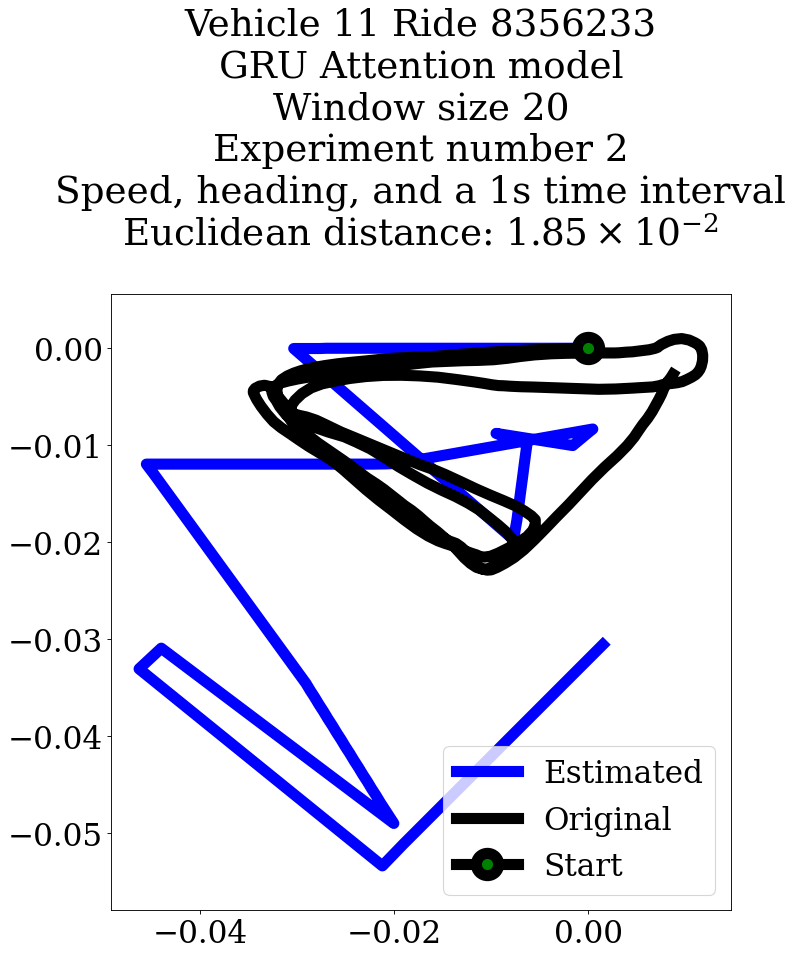 Vehicle 11 Ride 8356233
GRU Attention model
Window size 20
Experiment number 2
Speed, heading, and a 1s time interval
Euclidean distance: 1.85 × 10⁻²
0.00
−0.01
−0.02
−0.03
−0.04
−0.05
Estimated
Original
Start
−0.04 −0.02 0.00